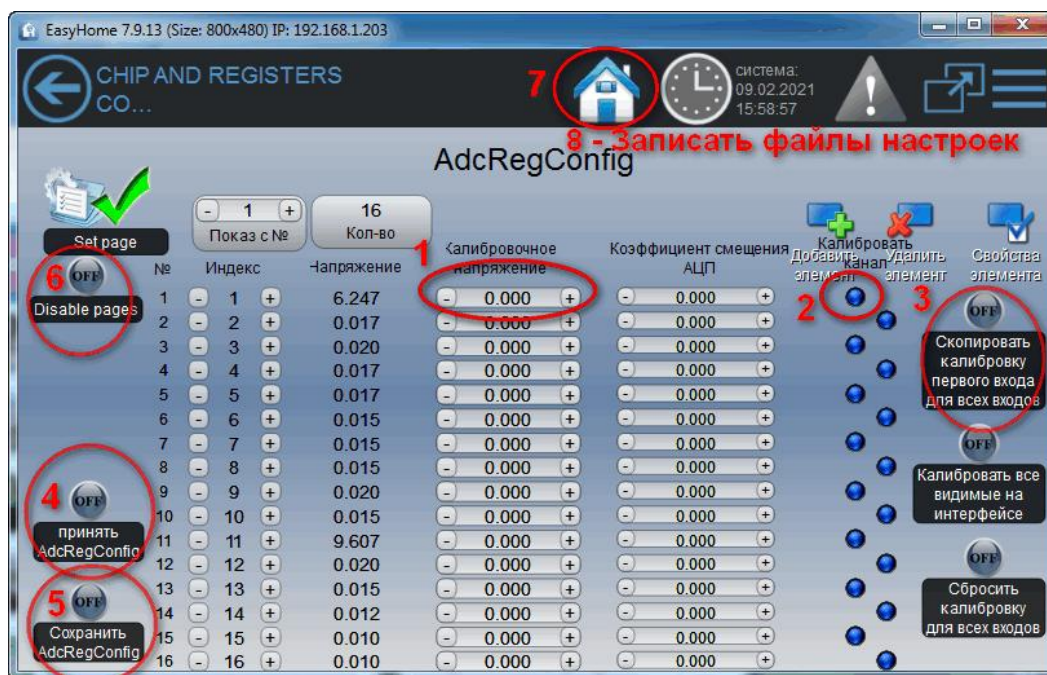 EasyHome 7.9.13 (Size: 800x480) IP: 192.168.1.203
CHIP AND REGISTERS
CO...
7
система:
09.02.2021
15:58:57
8 - Записать файлы настроек
AdcRegConfig
- 1 +
Показ с №
16
Кол-во
Set page
6
OFF
Disable pages
№
Индекс
Напряжение
1
Калибровочное
напряжение
Коэффициент смещения
АЦП
Калибровать
канал
Добавить
элемент
Удалить
элемент
Свойства
элемента
1 - 1 + 6.247 - 0.000 + - 0.000 +
2 - 2 + 0.017 - 0.000 + - 0.000 +
3 - 3 + 0.020 - 0.000 + - 0.000 +
4 - 4 + 0.017 - 0.000 + - 0.000 +
5 - 5 + 0.017 - 0.000 + - 0.000 +
6 - 6 + 0.015 - 0.000 + - 0.000 +
7 - 7 + 0.015 - 0.000 + - 0.000 +
8 - 8 + 0.015 - 0.000 + - 0.000 +
9 - 9 + 0.020 - 0.000 + - 0.000 +
10 - 10 + 0.015 - 0.000 + - 0.000 +
11 - 11 + 9.607 - 0.000 + - 0.000 +
12 - 12 + 0.020 - 0.000 + - 0.000 +
13 - 13 + 0.015 - 0.000 + - 0.000 +
14 - 14 + 0.012 - 0.000 + - 0.000 +
15 - 15 + 0.010 - 0.000 + - 0.000 +
16 - 16 + 0.010 - 0.000 + - 0.000 +
2
3
OFF
Скопировать
калибровку
первого входа
для всех входов
OFF
Калибровать все
видимые на
интерфейсе
OFF
Сбросить
калибровку
для всех входов
4
OFF
принять
AdcRegConfig
5
OFF
Сохранить
AdcRegConfig